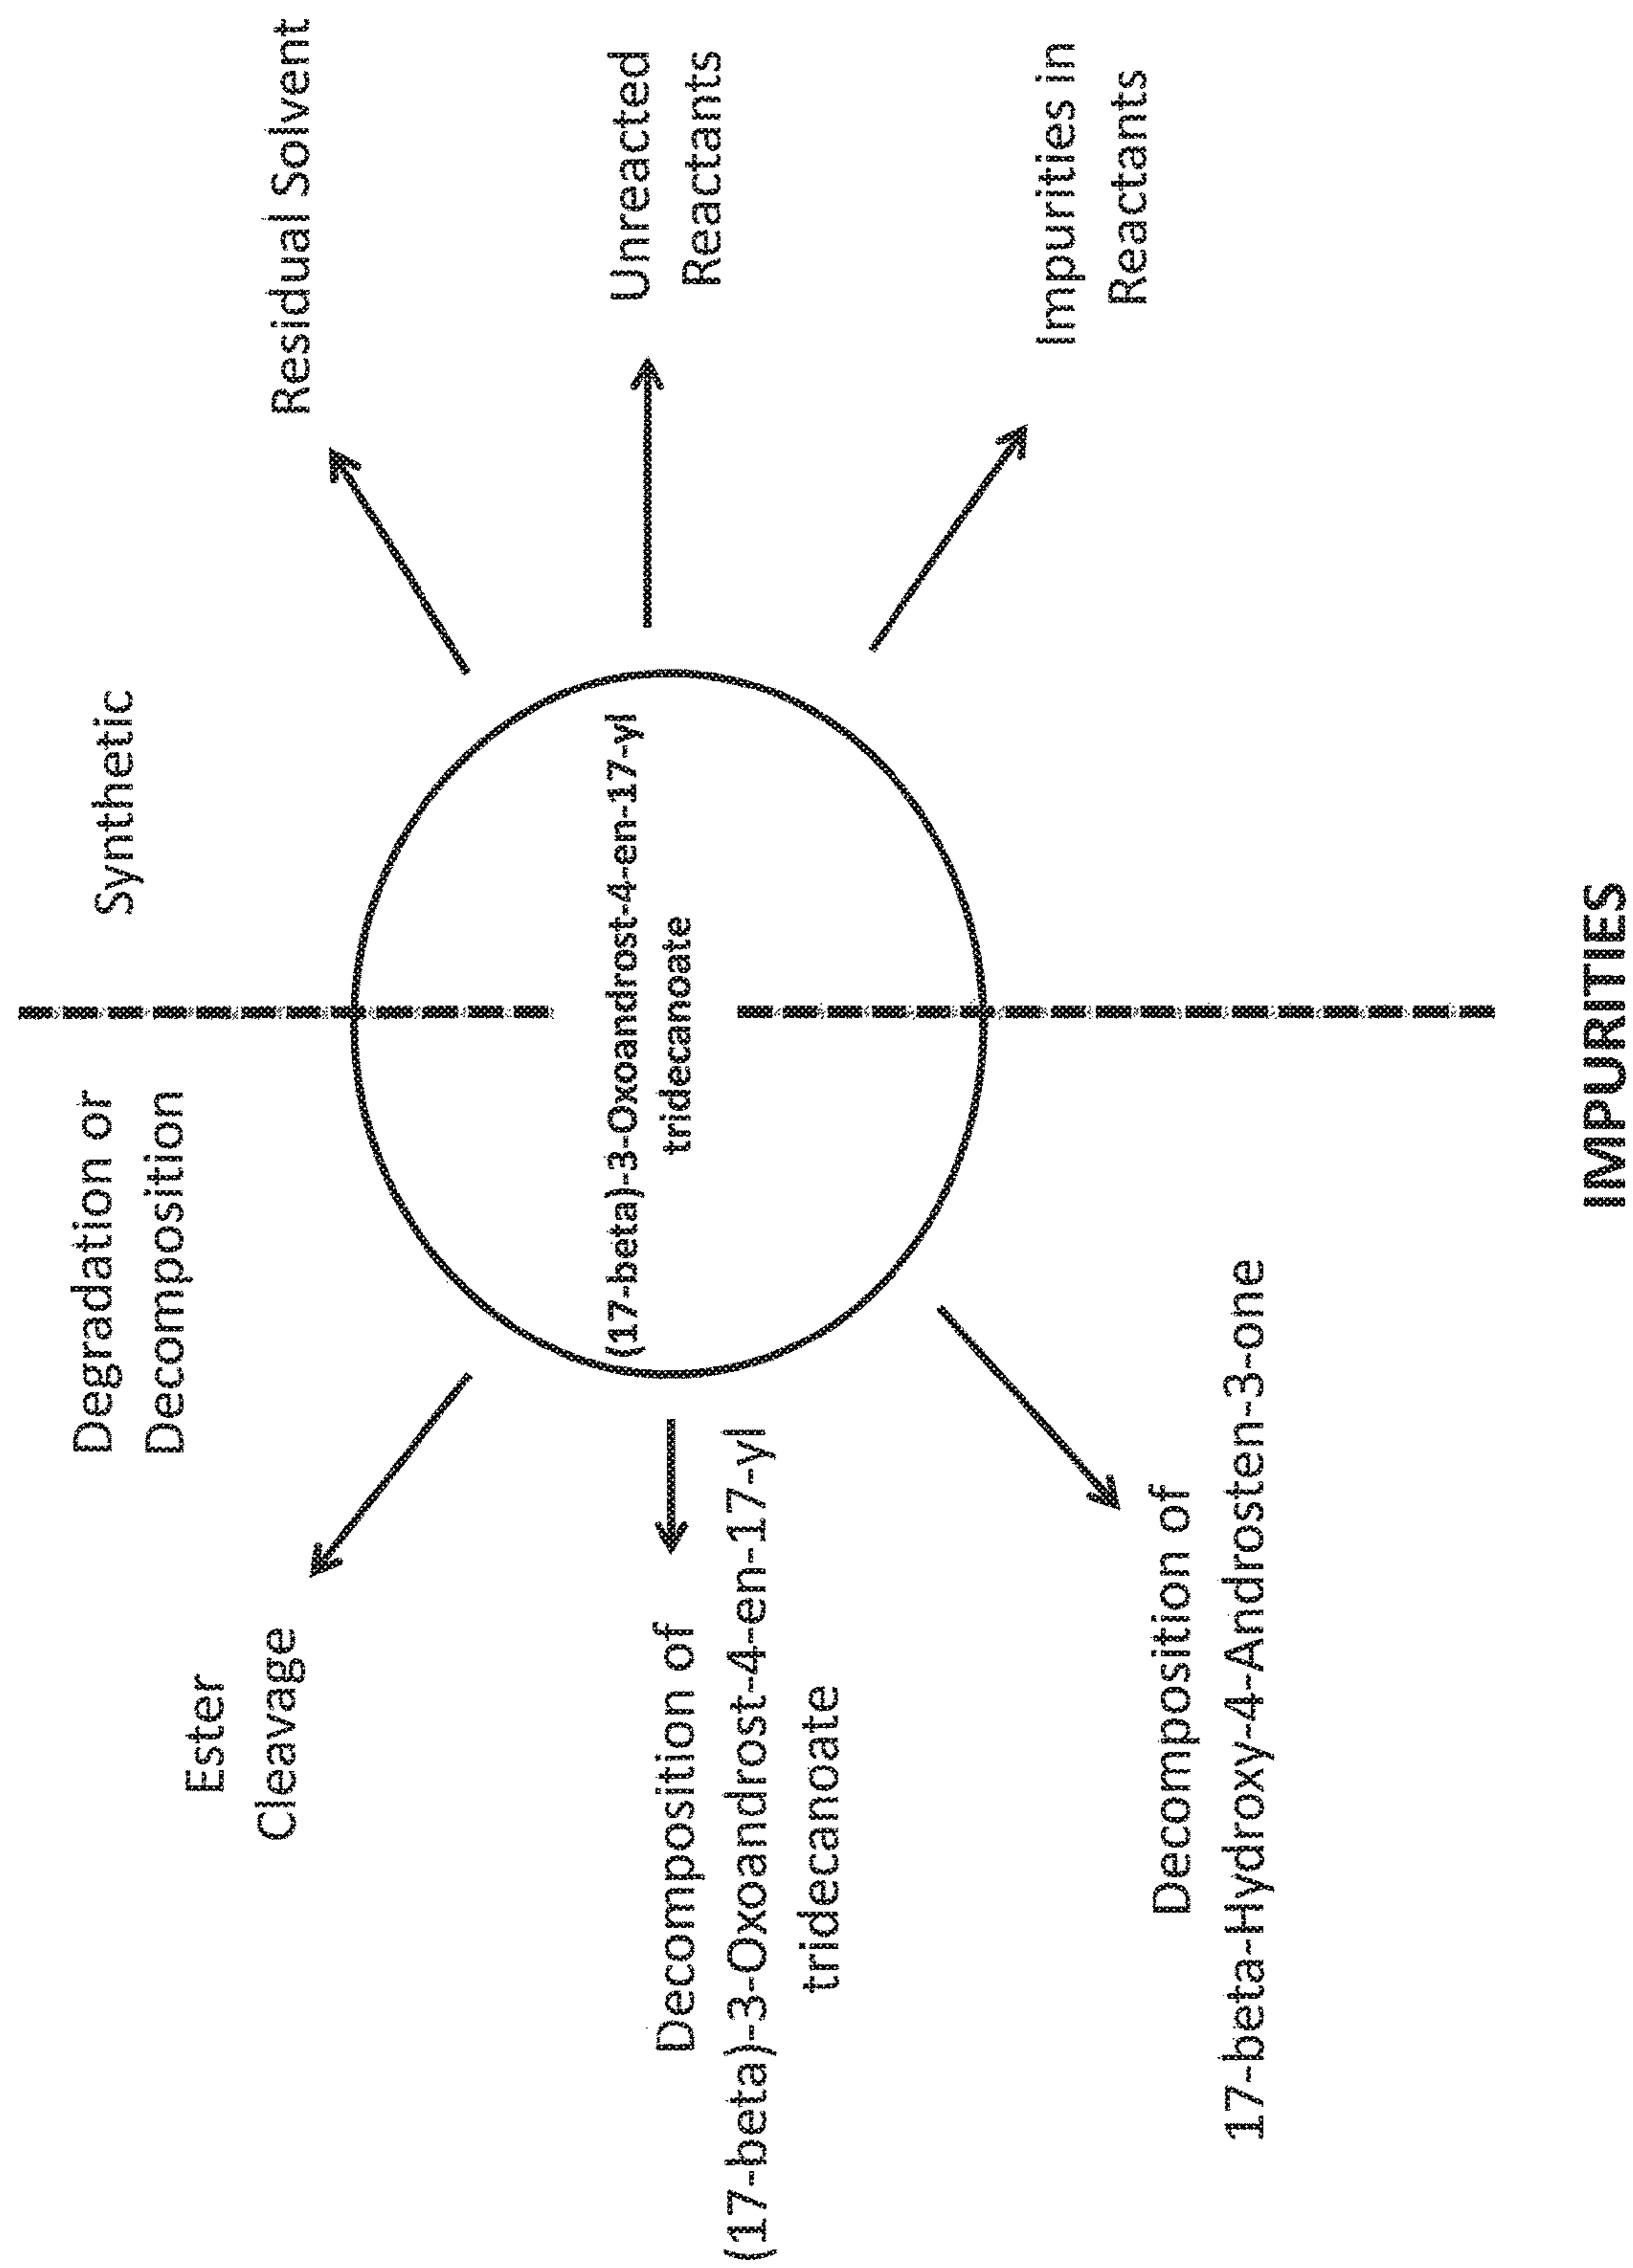 Degradation or
Decomposition
Synthetic
Ester
Cleavage
Residual Solvent
(17-beta)-3-Oxoandrost-4-en-17-yl
tridecanoate
Decomposition of
(17-beta)-3-Oxoandrost-4-en-17-yl
tridecanoate
Unreacted
Reactants
Decomposition of
17-beta-Hydroxy-4-Androsten-3-one
Impurities in
Reactants
IMPURITIES